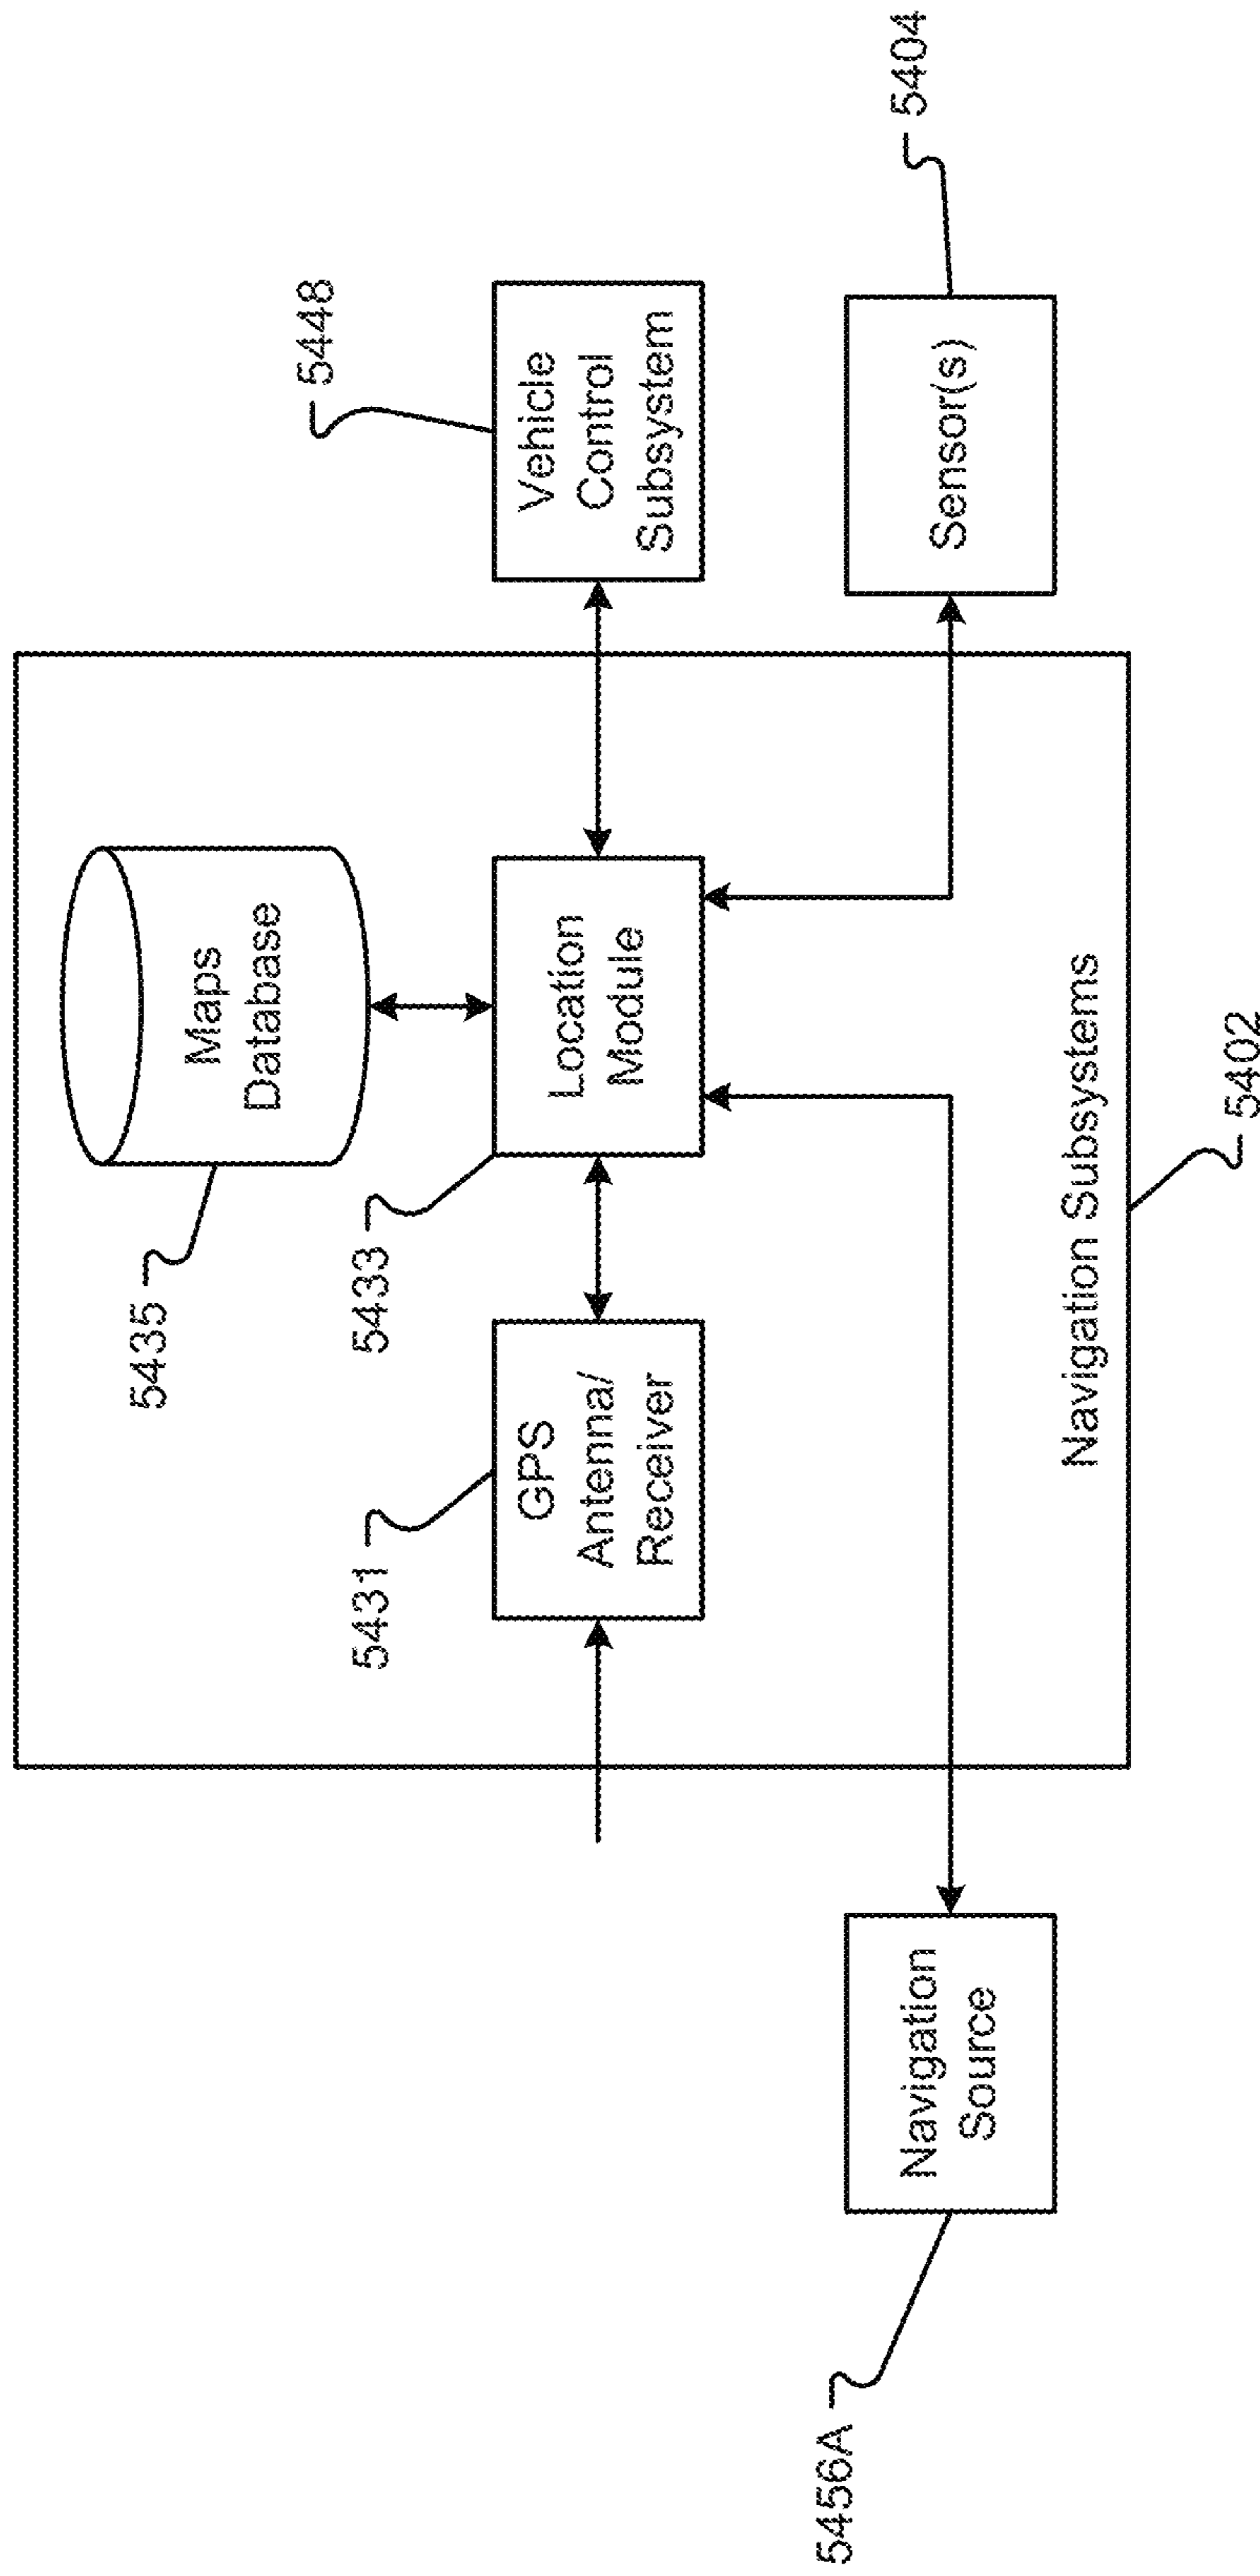 5435
Maps
Database
5448
5433
5431
GPS
Antenna/
Receiver
Location
Module
Vehicle
Control
Subsystem
5404
5456A
Navigation
Source
Sensor(s)
Navigation Subsystems
5402